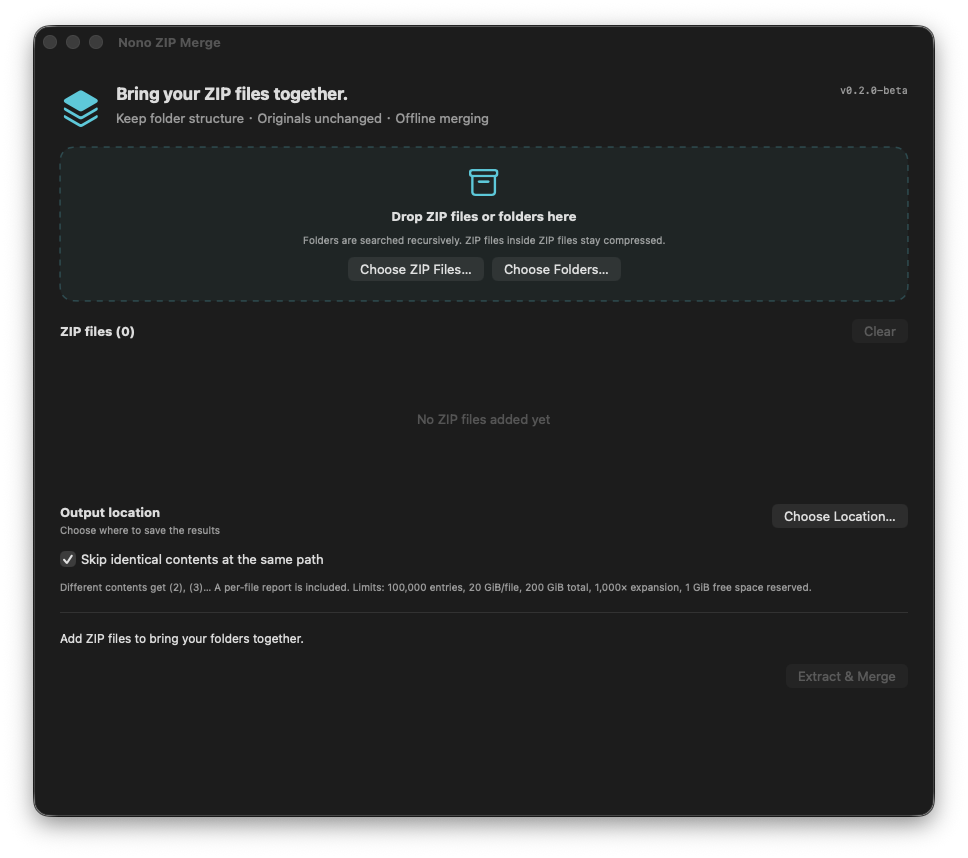 Nono ZIP Merge
Bring your ZIP files together.
v0.2.0-beta
Keep folder structure · Originals unchanged · Offline merging
Drop ZIP files or folders here
Folders are searched recursively. ZIP files inside ZIP files stay compressed.
Choose ZIP Files...
Choose Folders...
ZIP files (0)
Clear
No ZIP files added yet
Output location
Choose where to save the results
Choose Location...
Skip identical contents at the same path
Different contents get (2), (3)... A per-file report is included. Limits: 100,000 entries, 20 GiB/file, 200 GiB total, 1,000× expansion, 1 GiB free space reserved.
Add ZIP files to bring your folders together.
Extract & Merge